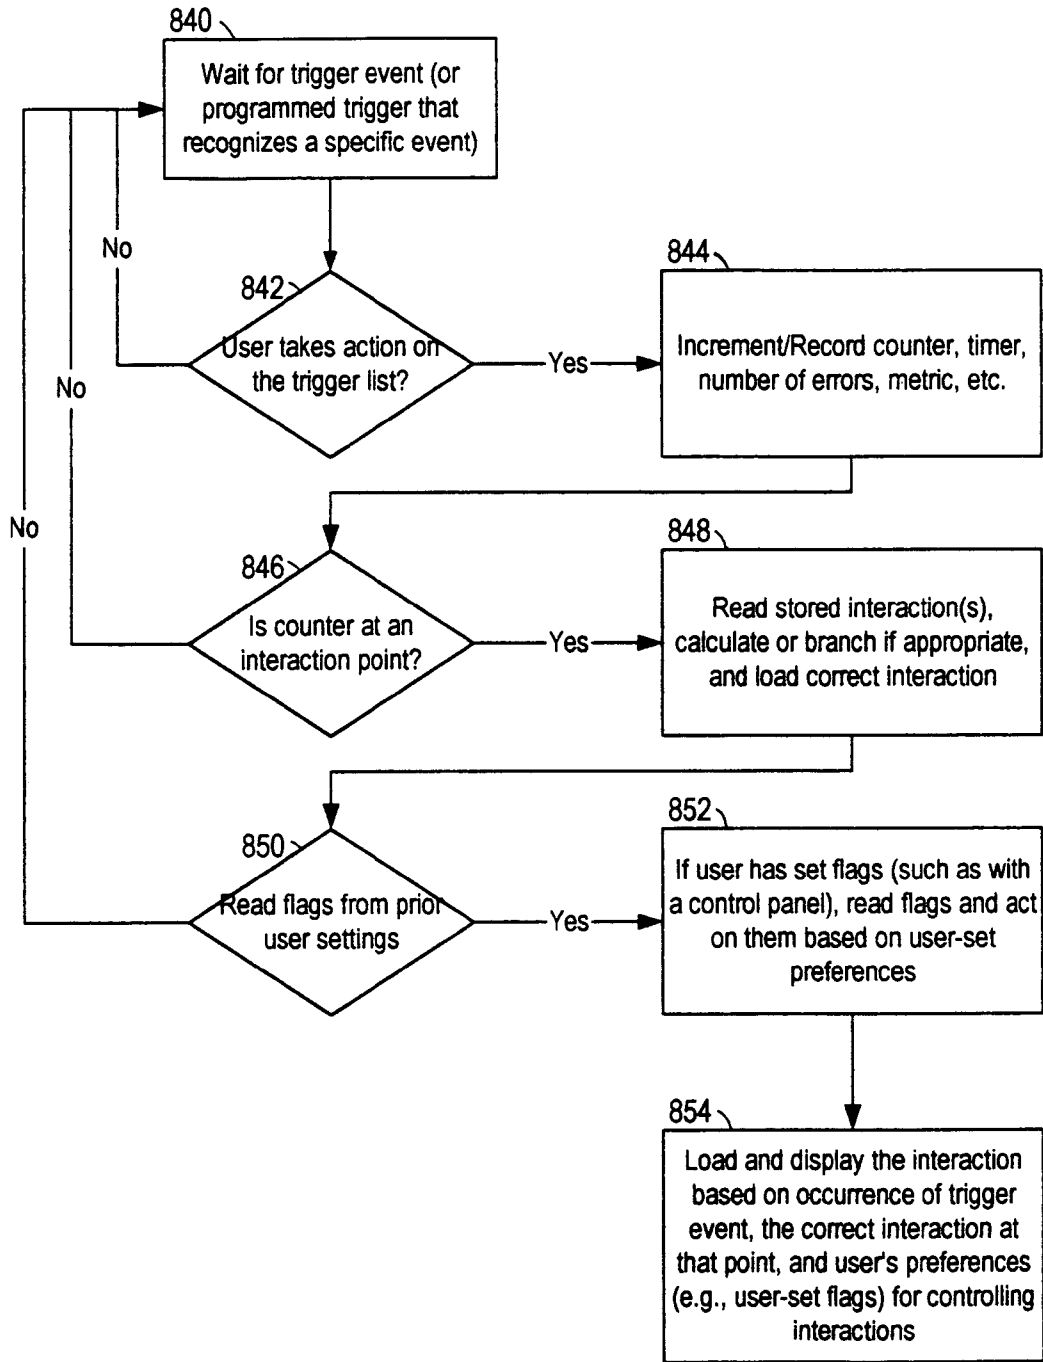 840
Wait for trigger event (or
programmed trigger that
recognizes a specific event)
No
842
User takes action on
the trigger list?
Yes
844
Increment/Record counter, timer,
number of errors, metric, etc.
No
846
Is counter at an
interaction point?
Yes
848
Read stored interaction(s),
calculate or branch if appropriate,
and load correct interaction
No
850
Read flags from prior
user settings
Yes
852
If user has set flags (such as with
a control panel), read flags and act
on them based on user-set
preferences
854
Load and display the interaction
based on occurrence of trigger
event, the correct interaction at
that point, and user's preferences
(e.g., user-set flags) for controlling
interactions